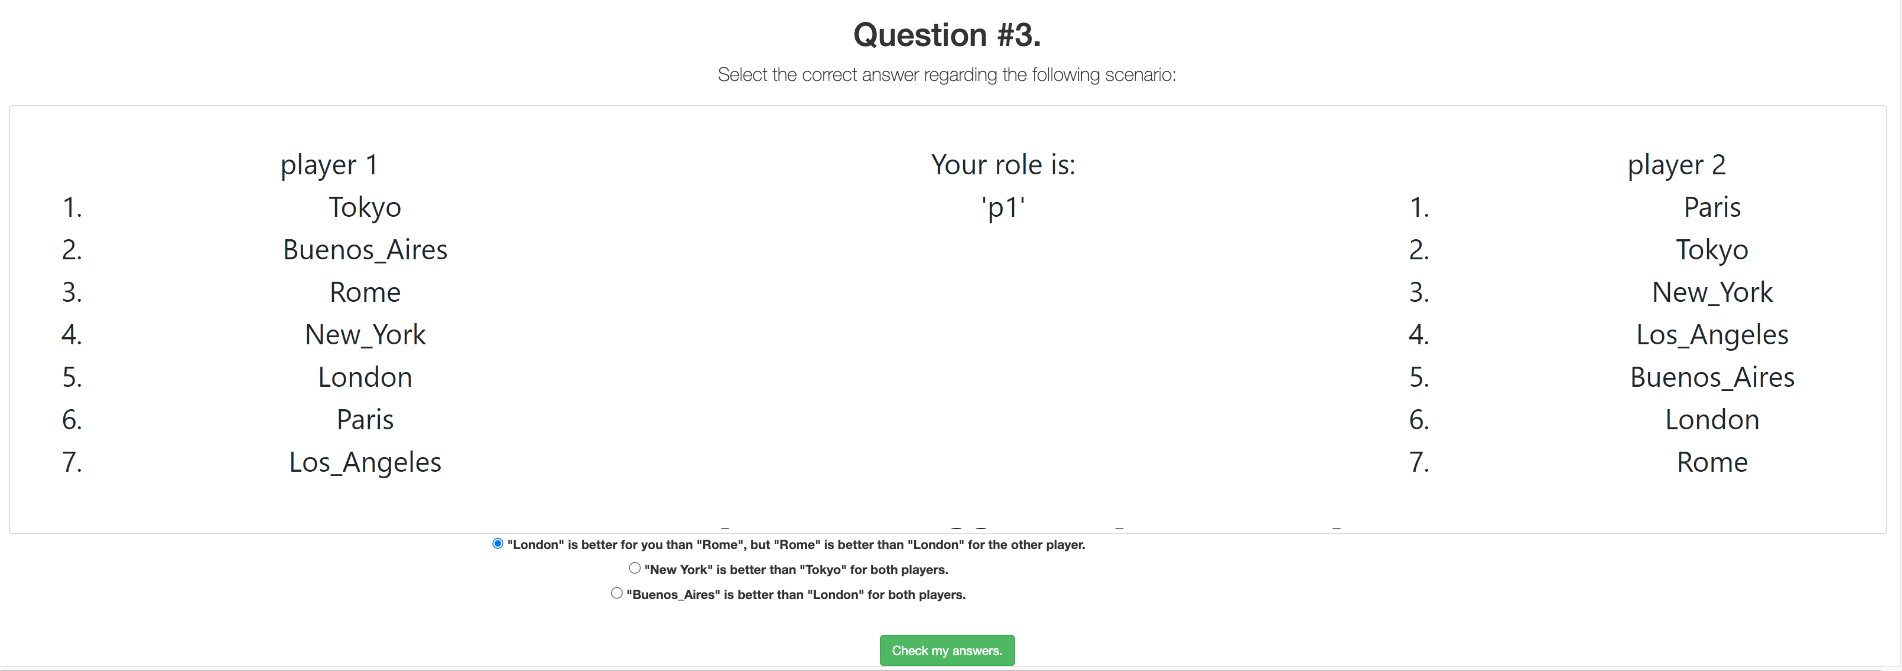 Question #3.
Select the correct answer regarding the following scenario:
player 1 Your role is: player 2
1. Tokyo 'p1' 1. Paris
2. Buenos_Aires 2. Tokyo
3. Rome 3. New_York
4. New_York 4. Los_Angeles
5. London 5. Buenos_Aires
6. Paris 6. London
7. Los_Angeles 7. Rome
"London" is better for you than "Rome", but "Rome" is better than "London" for the other player.
"New York" is better than "Tokyo" for both players.
"Buenos_Aires" is better than "London" for both players.
Check my answers.